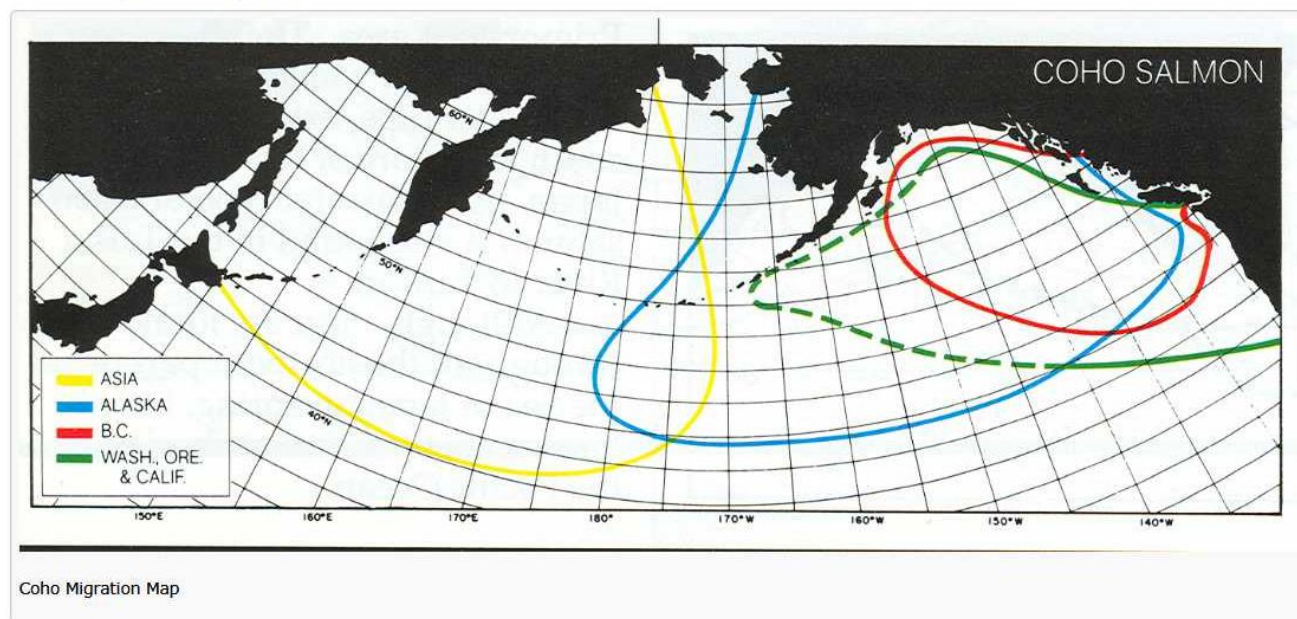 COHO SALMON
60°N
50°N
40°N
ASIA
ALASKA
B.C.
WASH., ORE.
& CALIF.
150°E
160°E
170°E
180°
170°W
160°W
150°W
140°W
Coho Migration Map